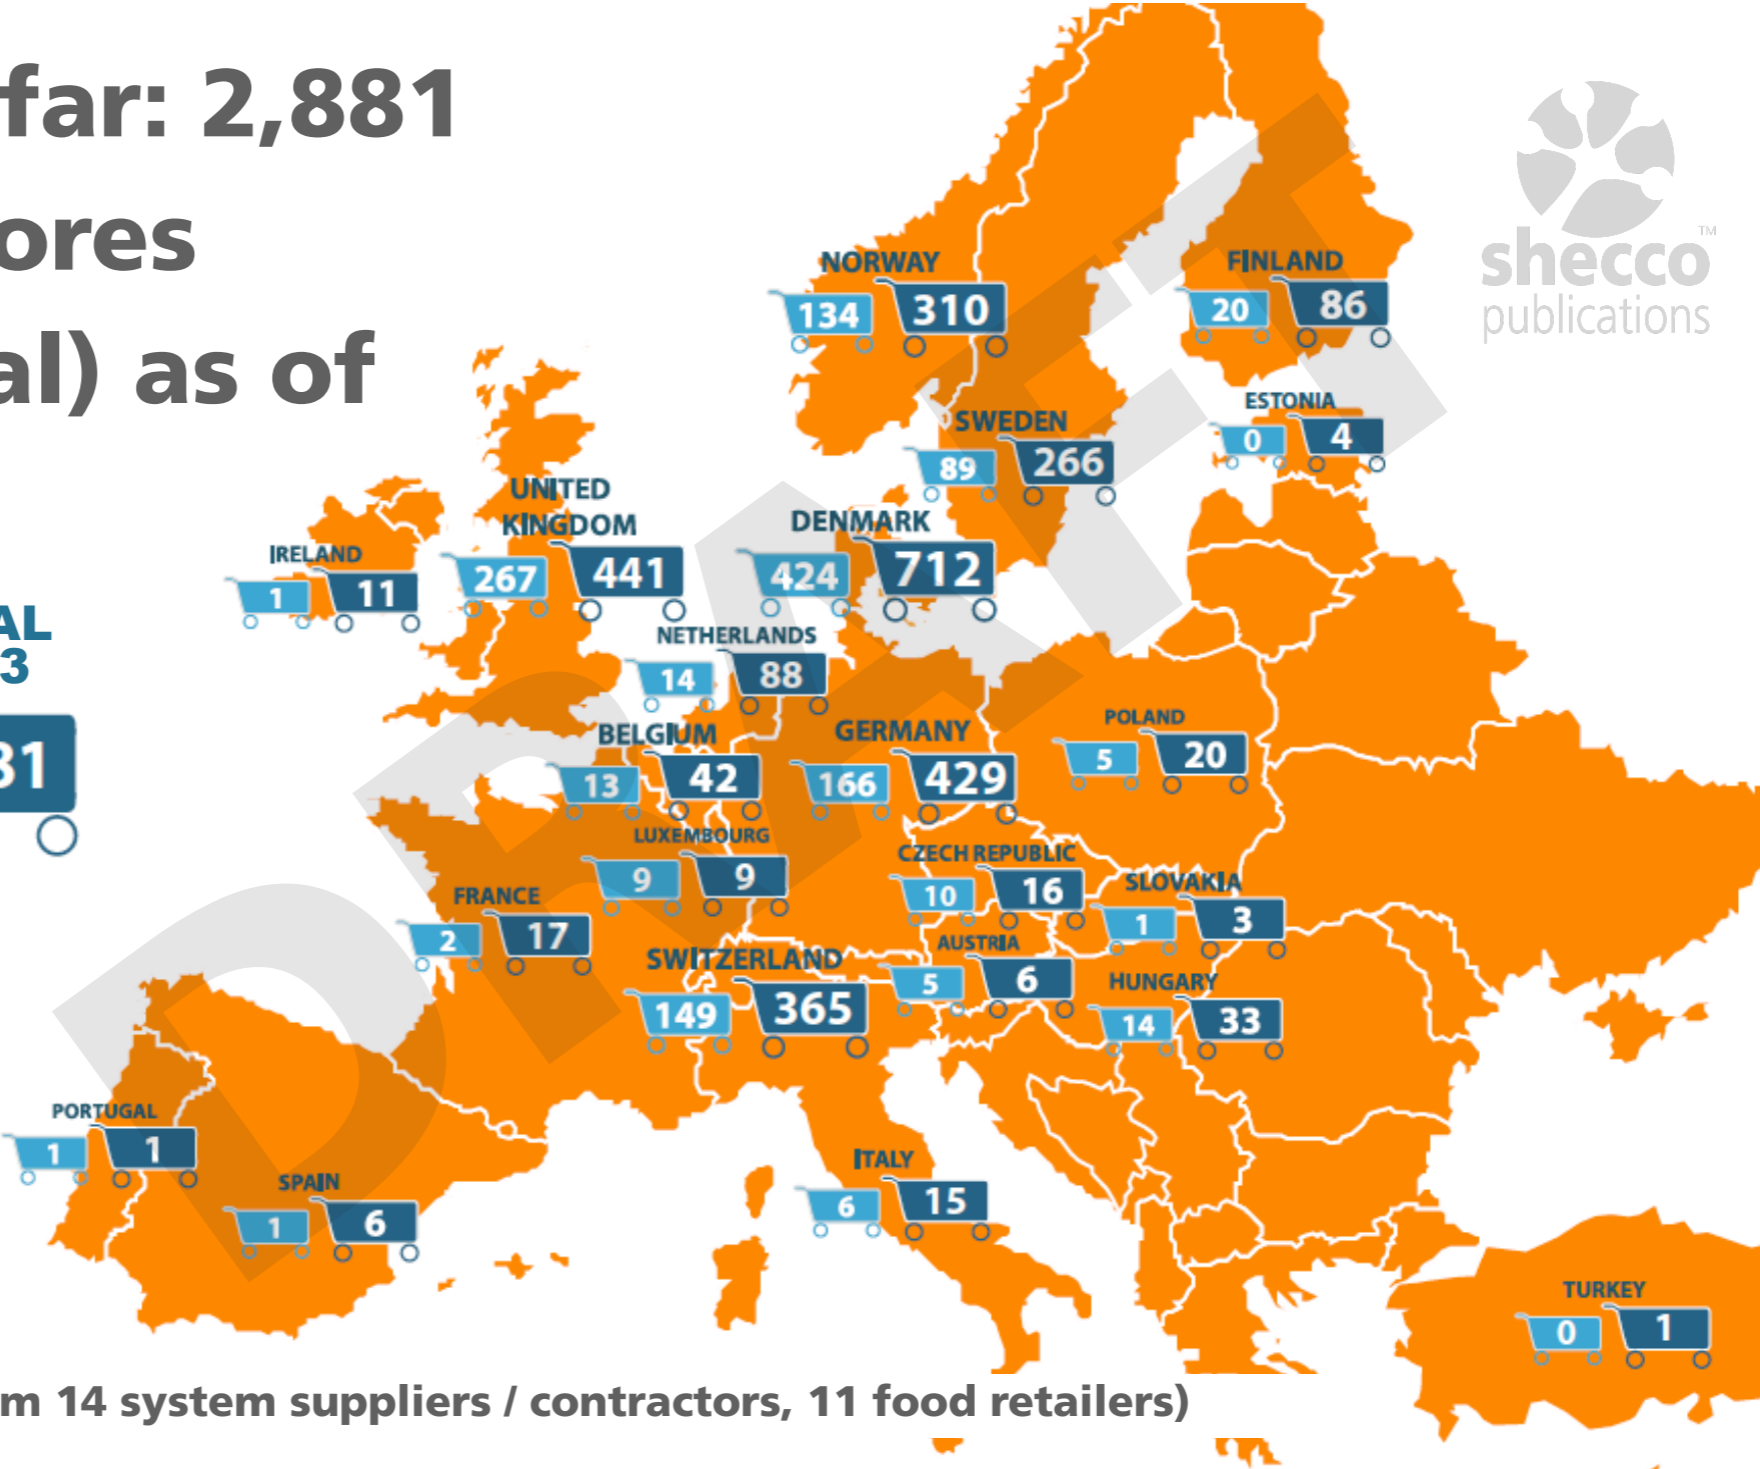 far: 2,881
ores
al) as of
AL
3
31
shecco™
publications
NORWAY
134 310
FINLAND
20 86
SWEDEN
89 266
ESTONIA
0 4
UNITED
KINGDOM
267 441
IRELAND
1 11
DENMARK
424 712
NETHERLANDS
14 88
BELGIUM
13 42
GERMANY
166 429
POLAND
5 20
LUXEMBOURG
9 9
CZECH REPUBLIC
10 16
SLOVAKIA
1 3
FRANCE
2 17
SWITZERLAND
149 365
AUSTRIA
5 6
HUNGARY
14 33
PORTUGAL
1 1
SPAIN
1 6
ITALY
6 15
TURKEY
0 1
m 14 system suppliers / contractors, 11 food retailers)
DRAFT